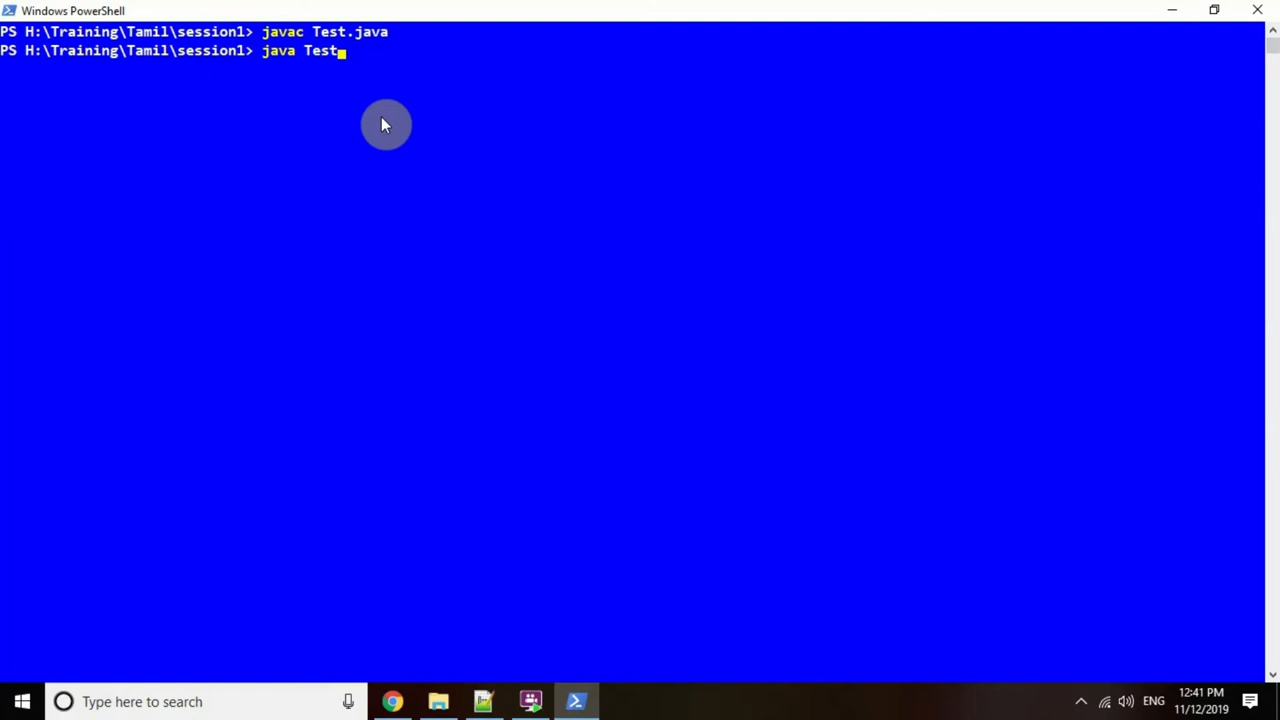 Windows PowerShell
PS H:\Training\Tamil\session1> javac Test.java
PS H:\Training\Tamil\session1> java Test
Type here to search
ENG
12:41 PM
11/12/2019